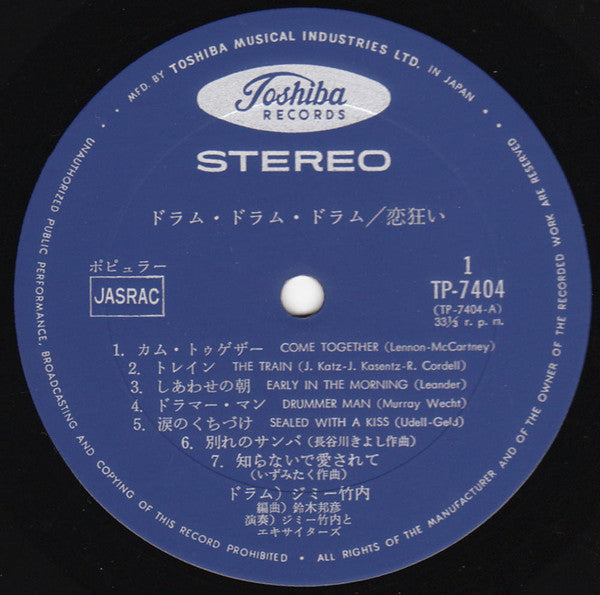 • MFD. BY TOSHIBA MUSICAL INDUSTRIES LTD. IN JAPAN •
Toshiba
RECORDS
STEREO
ドラム・ドラム・ドラム／恋狂い
ポピュラー
JASRAC
1
TP-7404
(TP-7404-A)
33⅓ r. p. m.
1. カム・トゥゲザー COME TOGETHER (Lennon-McCartney)
2. トレイン THE TRAIN (J. Katz-J. Kasentz-R. Cordell)
3. しあわせの朝 EARLY IN THE MORNING (Leander)
4. ドラマー・マン DRUMMER MAN (Murray Wecht)
5. 涙のくちづけ SEALED WITH A KISS (Udell-Geld)
6. 別れのサンバ (長谷川きよし作曲)
7. 知らないで愛されて
(いずみたく作曲)
ドラム) ジミー竹内
編曲) 鈴木邦彦
演奏) ジミー竹内と
エキサイターズ
UNAUTHORIZED PUBLIC PERFORMANCE, BROADCASTING AND COPYING OF THIS RECORD PROHIBITED • ALL RIGHTS OF THE MANUFACTURER AND OF THE OWNER OF THE RECORDED WORK ARE RESERVED